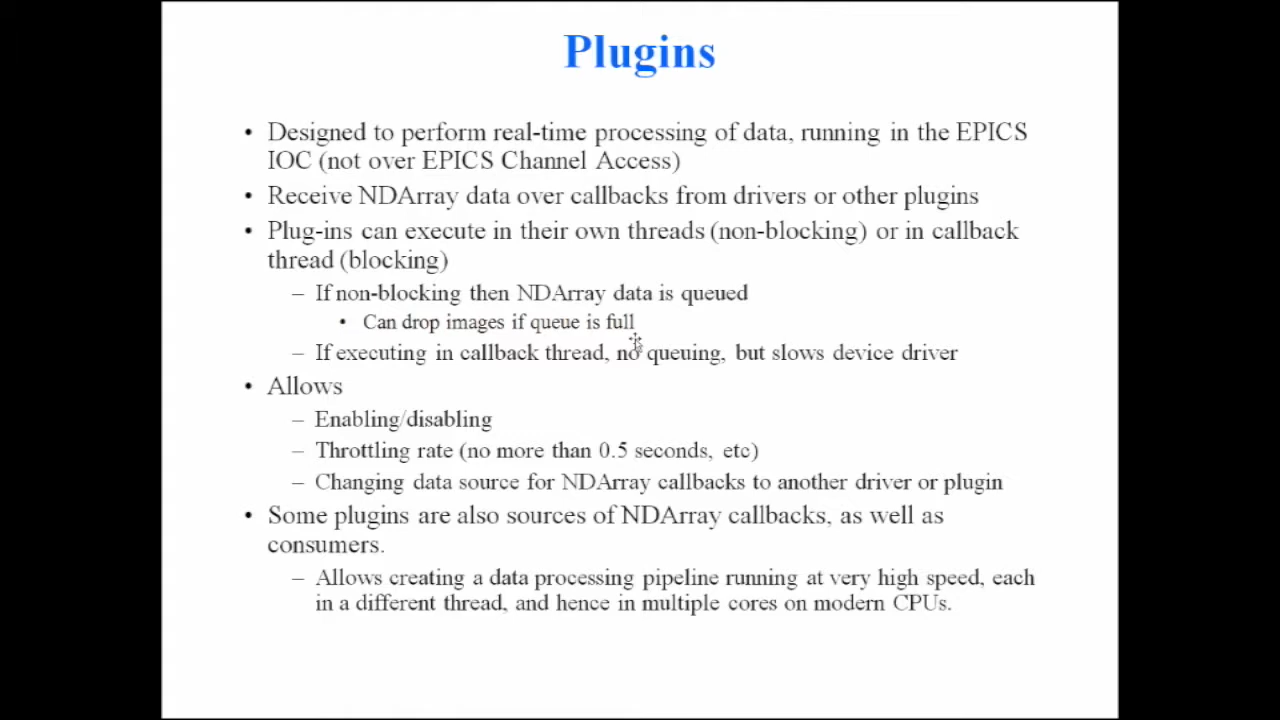 Plugins
• Designed to perform real-time processing of data, running in the EPICS
IOC (not over EPICS Channel Access)
• Receive NDArray data over callbacks from drivers or other plugins
• Plug-ins can execute in their own threads (non-blocking) or in callback
thread (blocking)
– If non-blocking then NDArray data is queued
• Can drop images if queue is full
– If executing in callback thread, no queuing, but slows device driver
• Allows
– Enabling/disabling
– Throttling rate (no more than 0.5 seconds, etc)
– Changing data source for NDArray callbacks to another driver or plugin
• Some plugins are also sources of NDArray callbacks, as well as
consumers.
– Allows creating a data processing pipeline running at very high speed, each
in a different thread, and hence in multiple cores on modern CPUs.